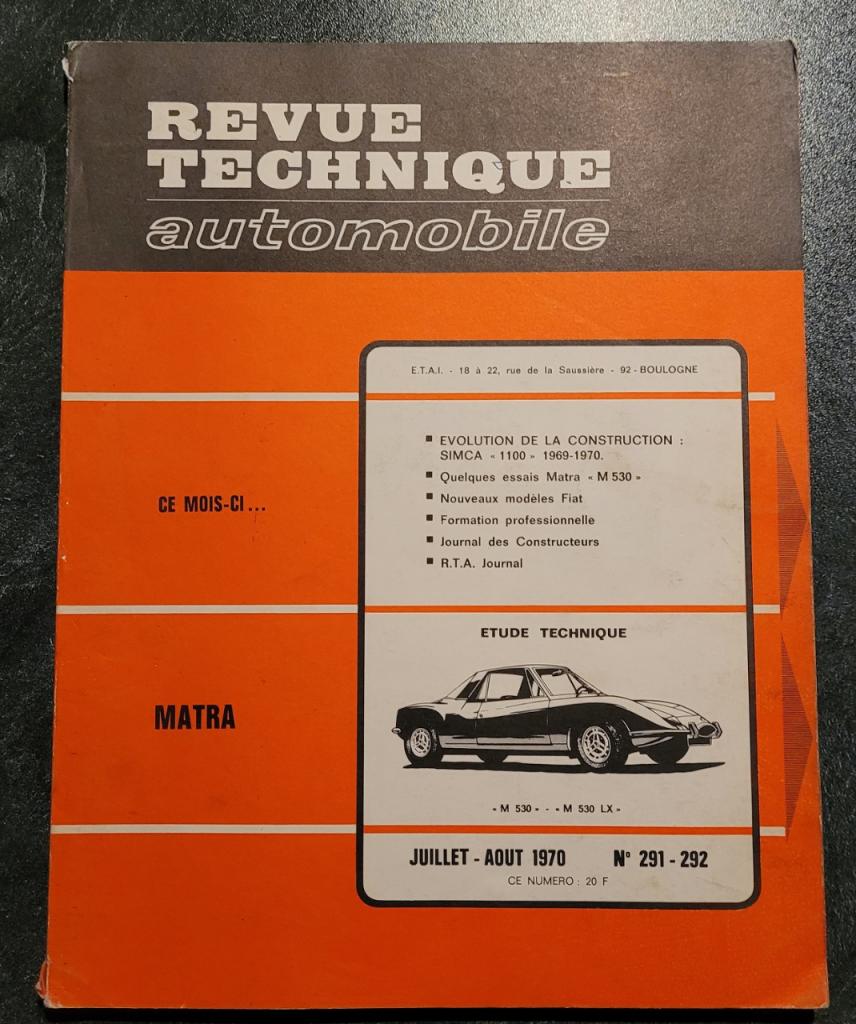 REVUE
TECHNIQUE
automobile
E.T.A.I. - 18 à 22, rue de la Saussière - 92 - BOULOGNE
CE MOIS-CI...
■ EVOLUTION DE LA CONSTRUCTION :
SIMCA « 1100 » 1969-1970.
■ Quelques essais Matra « M 530 »
■ Nouveaux modèles Fiat
■ Formation professionnelle
■ Journal des Constructeurs
■ R.T.A. Journal
MATRA
ETUDE TECHNIQUE
« M 530 » - « M 530 LX »
JUILLET - AOUT 1970 N° 291 - 292
CE NUMERO : 20 F